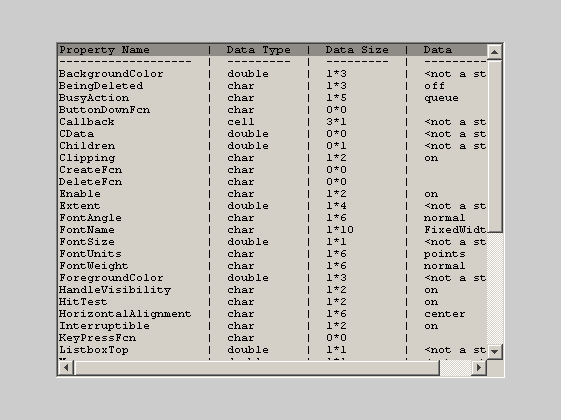 Property Name | Data Type | Data Size | Data
------------------- | --------- | --------- | ---------
BackgroundColor | double | 1*3 | <not a st
BeingDeleted | char | 1*3 | off
BusyAction | char | 1*5 | queue
ButtonDownFcn | char | 0*0 |
Callback | cell | 3*1 | <not a st
CData | double | 0*0 | <not a st
Children | double | 0*1 | <not a st
Clipping | char | 1*2 | on
CreateFcn | char | 0*0 |
DeleteFcn | char | 0*0 |
Enable | char | 1*2 | on
Extent | double | 1*4 | <not a st
FontAngle | char | 1*6 | normal
FontName | char | 1*10 | FixedWidt
FontSize | double | 1*1 | <not a st
FontUnits | char | 1*6 | points
FontWeight | char | 1*6 | normal
ForegroundColor | double | 1*3 | <not a st
HandleVisibility | char | 1*2 | on
HitTest | char | 1*2 | on
HorizontalAlignment | char | 1*6 | center
Interruptible | char | 1*2 | on
KeyPressFcn | char | 0*0 |
ListboxTop | double | 1*1 | <not a st